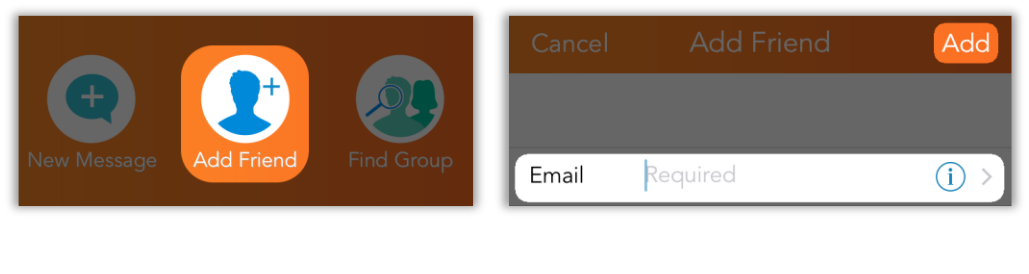 New Message
Add Friend
Find Group
Cancel
Add Friend
Add
Email
Required